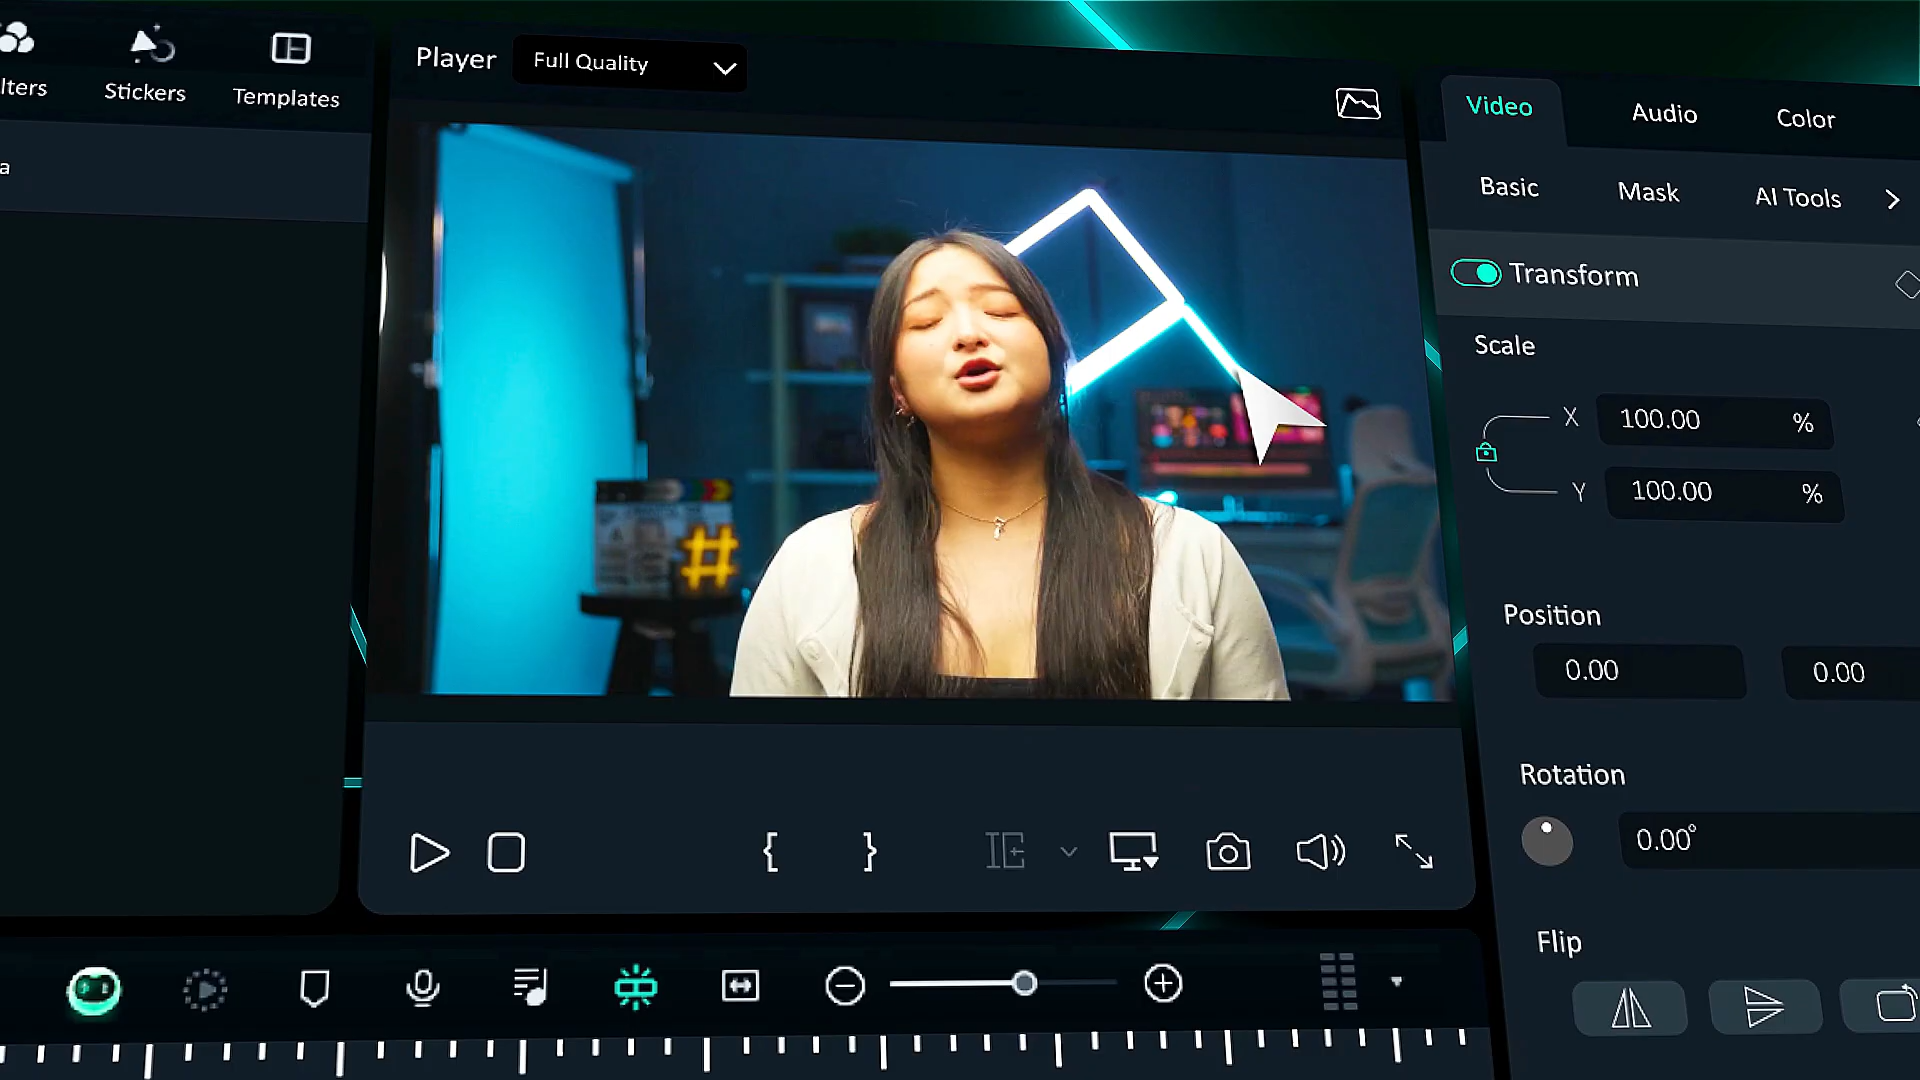 lters
Stickers
Templates
a
Player
Full Quality
Video
Audio
Color
Basic
Mask
AI Tools
Transform
Scale
X
100.00
%
Y
100.00
%
Position
0.00
0.00
Rotation
0.00°
Flip
#